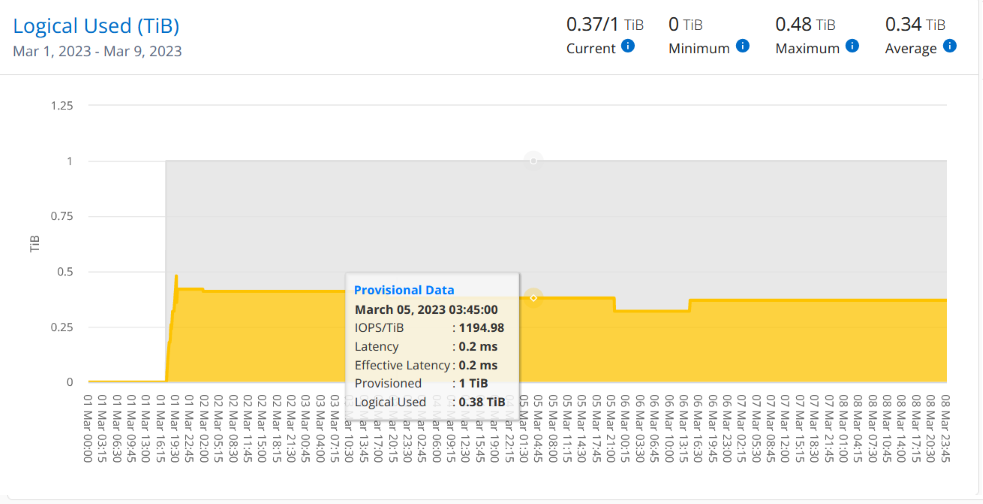 Logical Used (TiB)
Mar 1, 2023 - Mar 9, 2023
0.37/1 TiB
Current
0 TiB
Minimum
0.48 TiB
Maximum
0.34 TiB
Average
TiB
1.25
1
0.75
0.5
0.25
0
Provisional Data
March 05, 2023 03:45:00
IOPS/TiB : 1194.98
Latency : 0.2 ms
Effective Latency : 0.2 ms
Provisioned : 1 TiB
Logical Used : 0.38 TiB
01 Mar 00:00
01 Mar 03:15
01 Mar 06:30
01 Mar 09:45
01 Mar 13:00
01 Mar 16:15
01 Mar 19:30
01 Mar 22:45
02 Mar 02:00
02 Mar 05:15
02 Mar 08:30
02 Mar 11:45
02 Mar 15:00
02 Mar 18:15
02 Mar 21:30
03 Mar 00:45
03 Mar 04:00
03 Mar 07:15
03 Mar 10:30
03 Mar 13:45
03 Mar 17:00
03 Mar 20:15
03 Mar 23:30
04 Mar 02:45
04 Mar 06:00
04 Mar 09:15
04 Mar 12:30
04 Mar 15:45
04 Mar 19:00
04 Mar 22:15
05 Mar 01:30
05 Mar 04:45
05 Mar 08:00
05 Mar 11:15
05 Mar 14:30
05 Mar 17:45
05 Mar 21:00
06 Mar 00:15
06 Mar 03:30
06 Mar 06:45
06 Mar 10:00
06 Mar 13:15
06 Mar 16:30
06 Mar 19:45
06 Mar 23:00
07 Mar 02:15
07 Mar 05:30
07 Mar 08:45
07 Mar 12:00
07 Mar 15:15
07 Mar 18:30
07 Mar 21:45
08 Mar 01:00
08 Mar 04:15
08 Mar 07:30
08 Mar 10:45
08 Mar 14:00
08 Mar 17:15
08 Mar 20:30
08 Mar 23:45